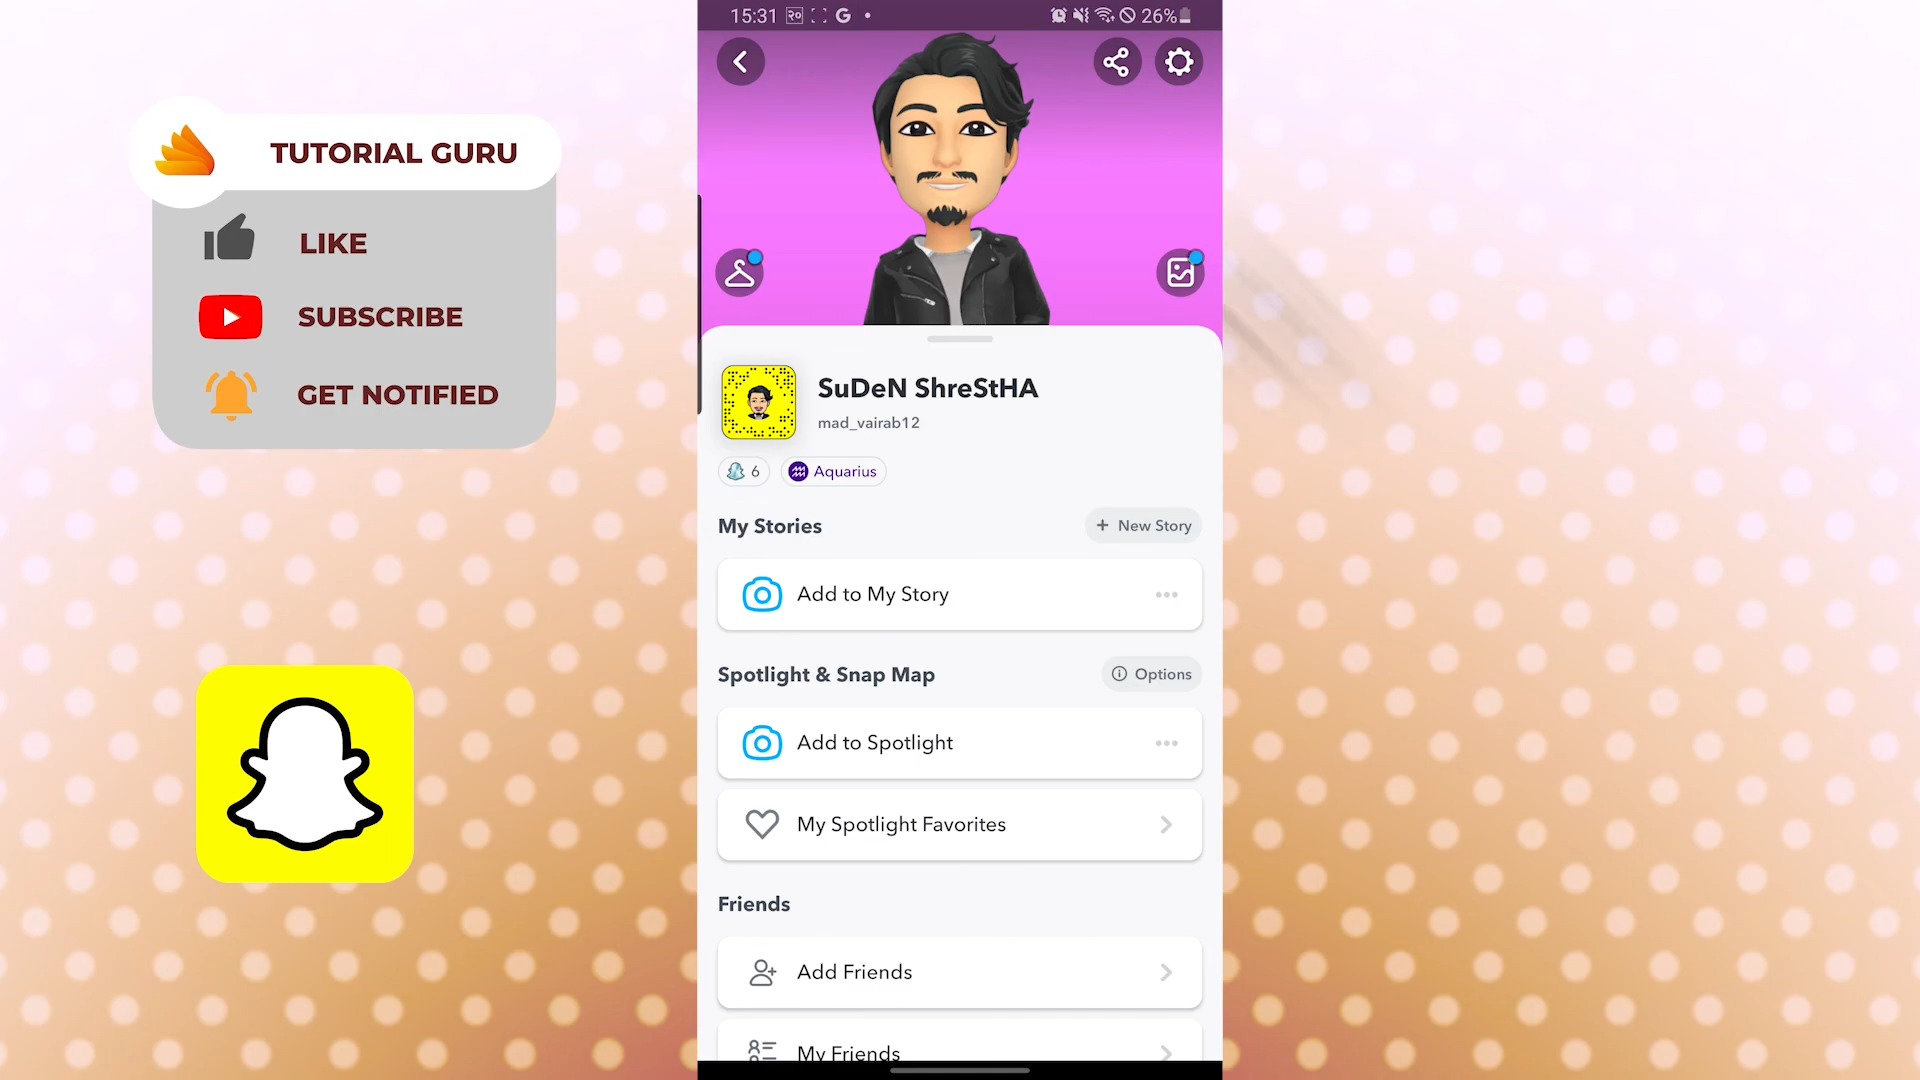 15:31 २० G 26%
TUTORIAL GURU
LIKE
SUBSCRIBE
GET NOTIFIED
SuDeN ShreStHA
mad_vairab12
6 Aquarius
My Stories
+ New Story
Add to My Story
Spotlight & Snap Map
Options
Add to Spotlight
My Spotlight Favorites
Friends
Add Friends
My Friends